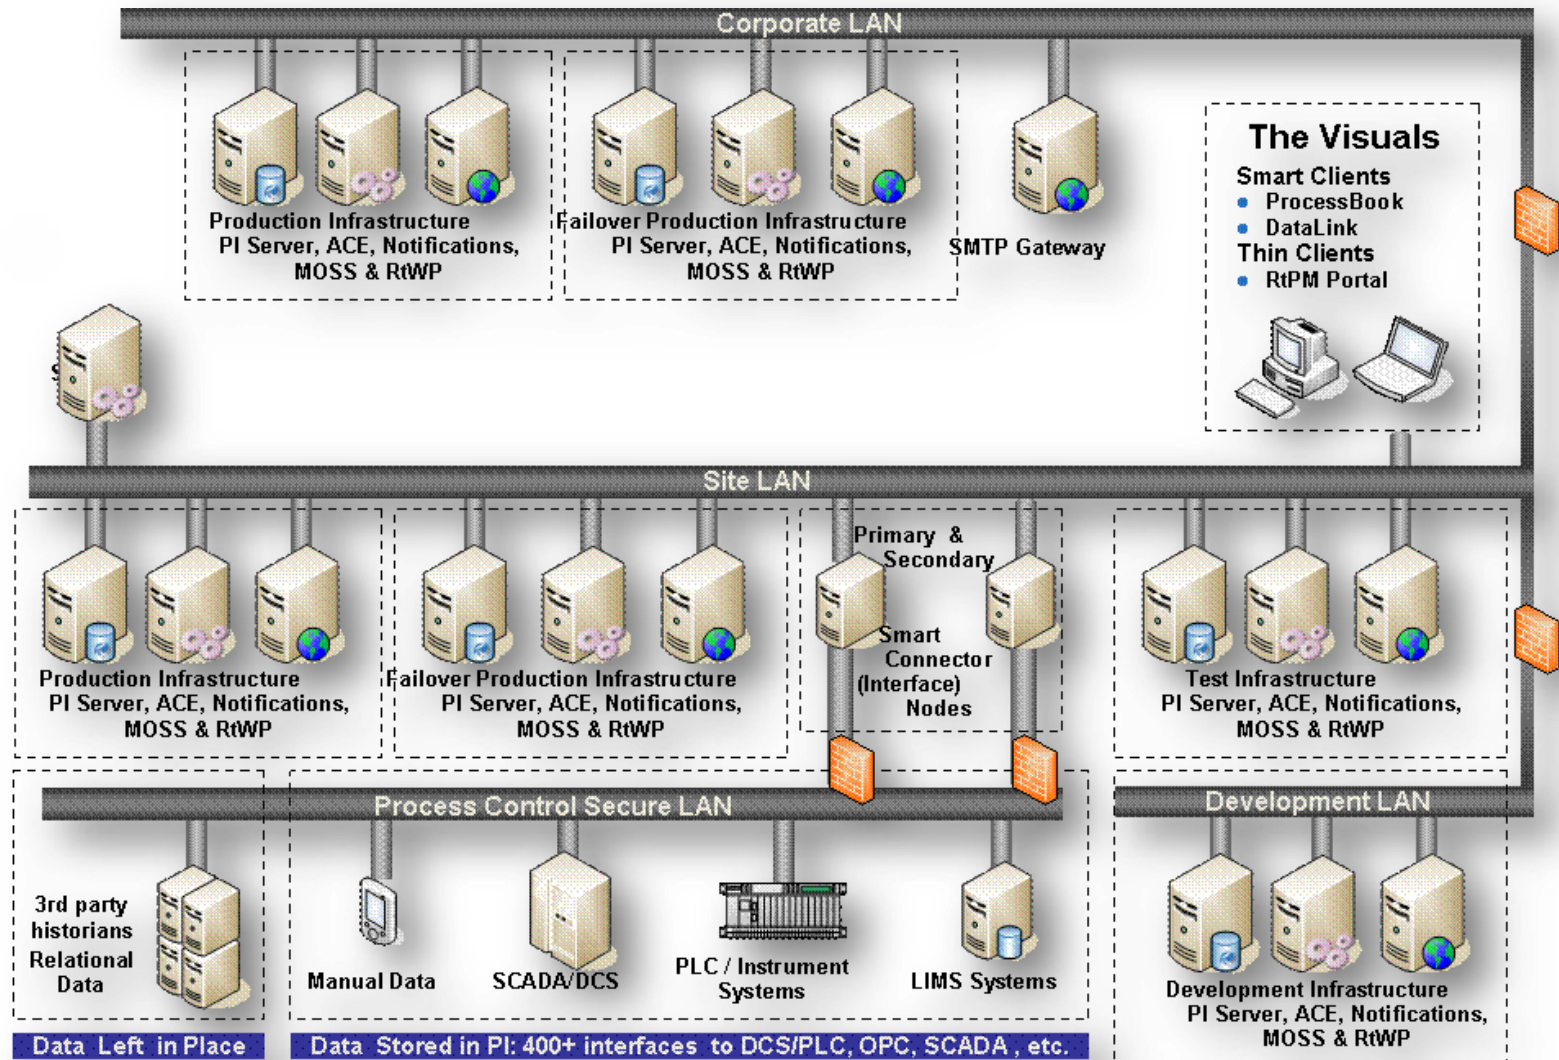 Corporate LAN
Production Infrastructure
PI Server, ACE, Notifications,
MOSS & RtWP
Failover Production Infrastructure
PI Server, ACE, Notifications,
MOSS & RtWP
SMTP Gateway
The Visuals
Smart Clients
ProcessBook
DataLink
Thin Clients
RtPM Portal
Site LAN
Production Infrastructure
PI Server, ACE, Notifications,
MOSS & RtWP
Failover Production Infrastructure
PI Server, ACE, Notifications,
MOSS & RtWP
Primary &
Secondary
Smart
Connector
(Interface)
Nodes
Test Infrastructure
PI Server, ACE, Notifications,
MOSS & RtWP
Process Control Secure LAN
Development LAN
3rd party
historians
Relational
Data
Manual Data
SCADA/DCS
PLC / Instrument
Systems
LIMS Systems
Development Infrastructure
PI Server, ACE, Notifications,
MOSS & RtWP
Data Left in Place
Data Stored in PI: 400+ interfaces to DCS/PLC, OPC, SCADA , etc.